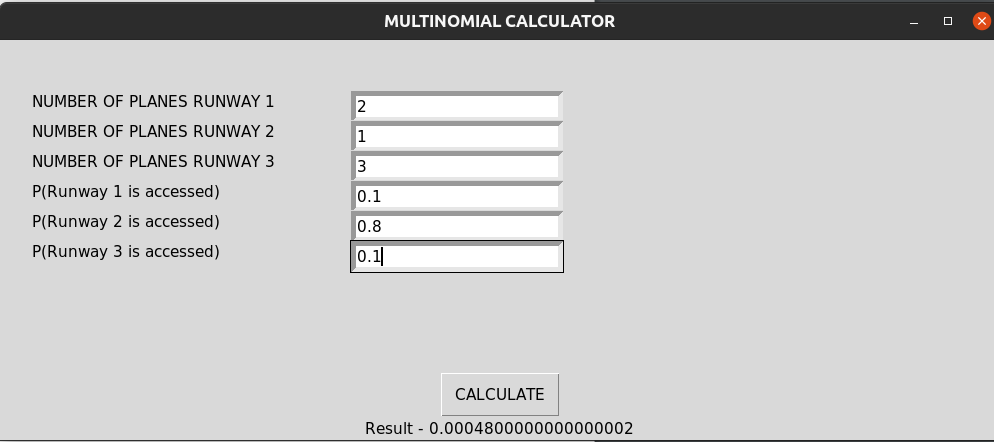 MULTINOMIAL CALCULATOR
NUMBER OF PLANES RUNWAY 1 2
NUMBER OF PLANES RUNWAY 2 1
NUMBER OF PLANES RUNWAY 3 3
P(Runway 1 is accessed) 0.1
P(Runway 2 is accessed) 0.8
P(Runway 3 is accessed) 0.1
CALCULATE
Result - 0.0004800000000000002